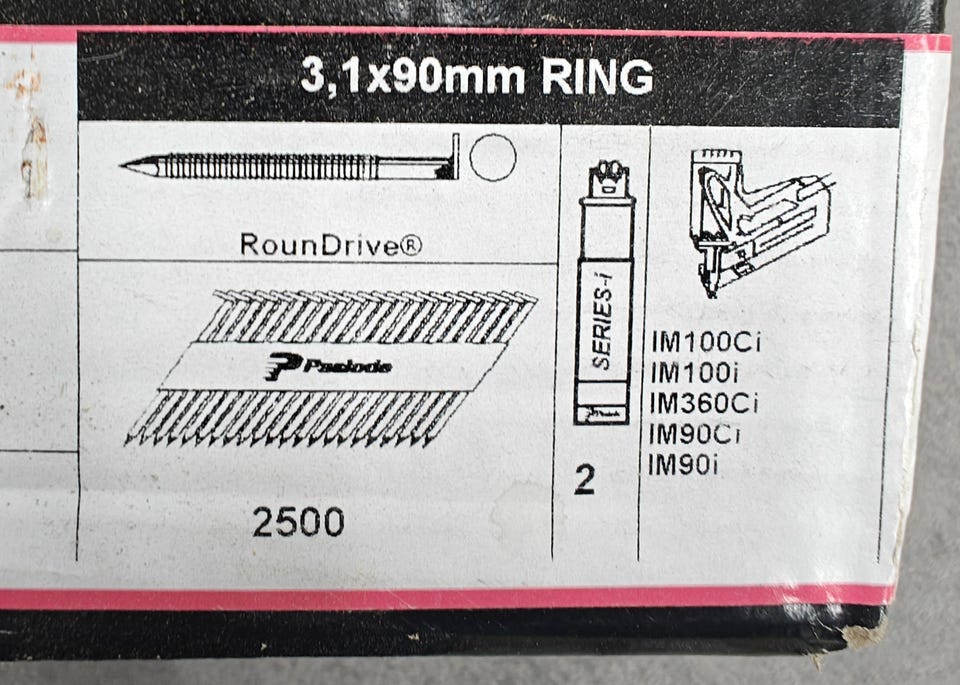 3,1x90mm RING
RounDrive®
Paslode
2500
SERIES-i
2
IM100Ci
IM100i
IM360Ci
IM90Ci
IM90i